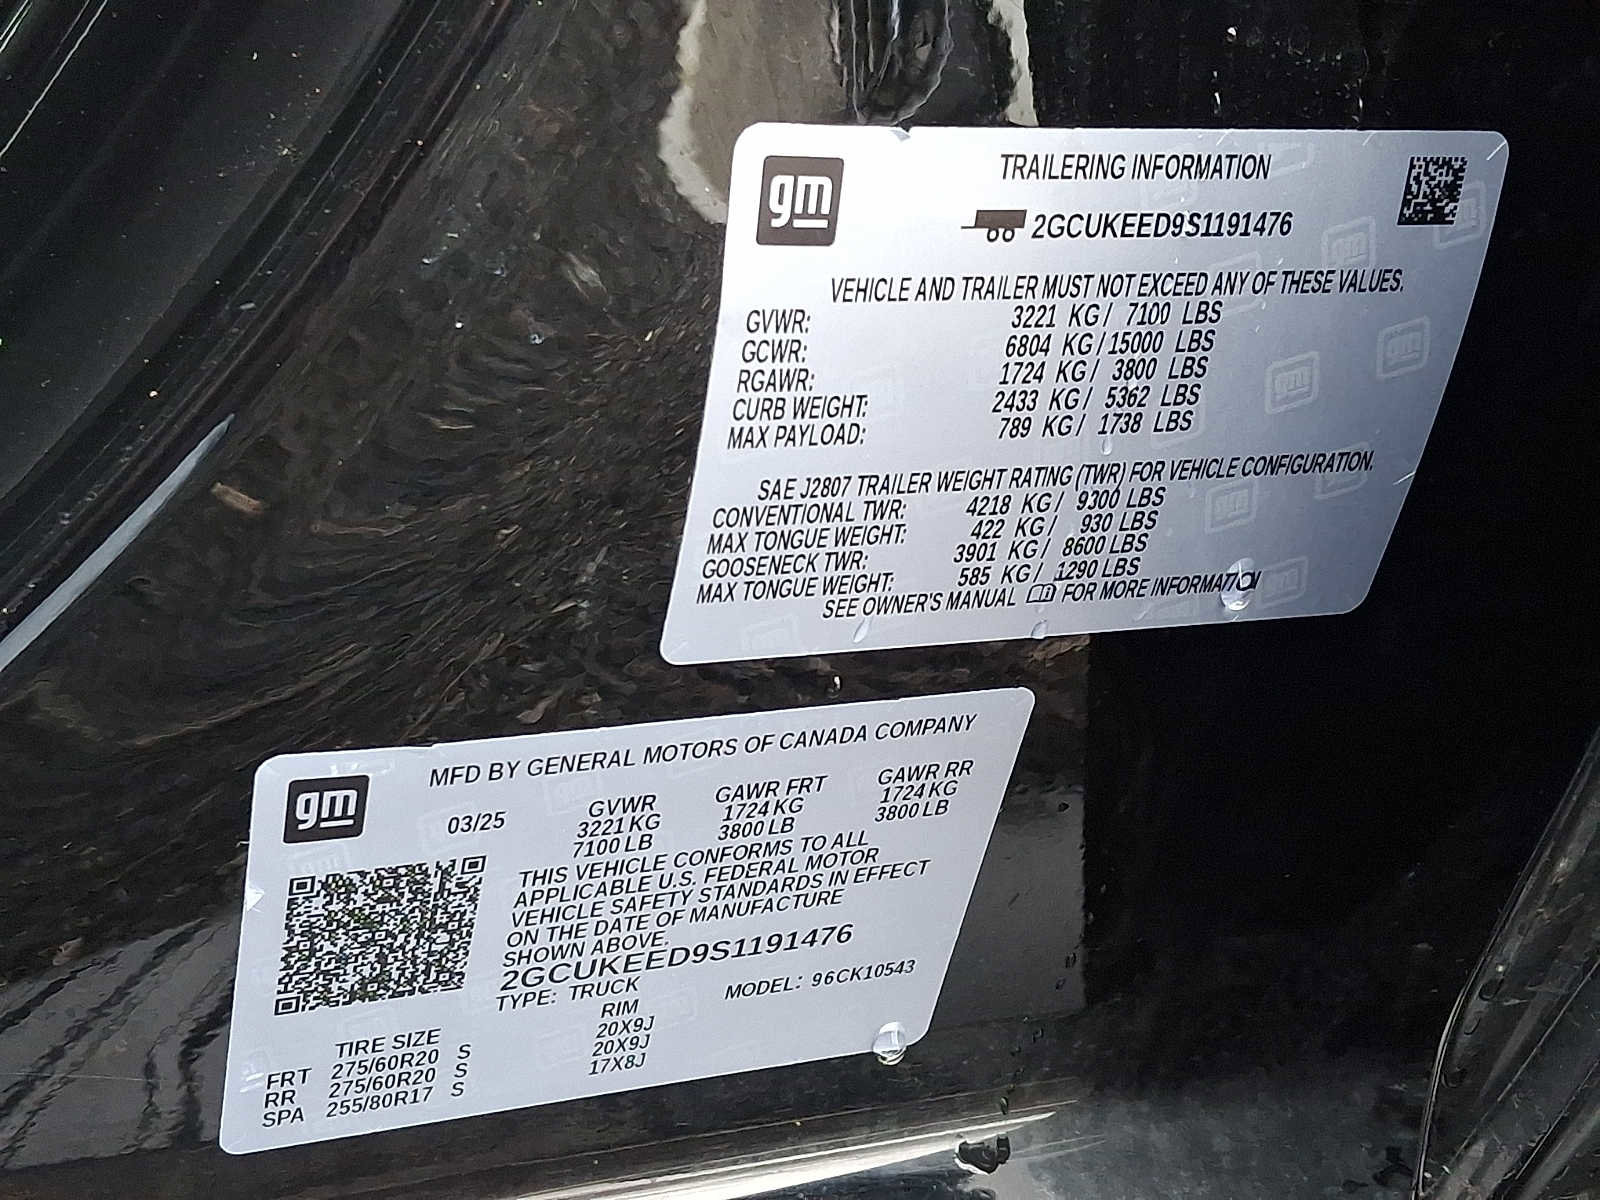 gm
TRAILERING INFORMATION
2GCUKEED9S1191476
VEHICLE AND TRAILER MUST NOT EXCEED ANY OF THESE VALUES.
GVWR: 3221 KG/ 7100 LBS
GCWR: 6804 KG/15000 LBS
RGAWR: 1724 KG/ 3800 LBS
CURB WEIGHT: 2433 KG/ 5362 LBS
MAX PAYLOAD: 789 KG/ 1738 LBS
SAE J2807 TRAILER WEIGHT RATING (TWR) FOR VEHICLE CONFIGURATION.
CONVENTIONAL TWR: 4218 KG/ 9300 LBS
MAX TONGUE WEIGHT: 422 KG/ 930 LBS
GOOSENECK TWR: 3901 KG/ 8600 LBS
MAX TONGUE WEIGHT: 585 KG/ 1290 LBS
SEE OWNER'S MANUAL FOR MORE INFORMATION
gm
MFD BY GENERAL MOTORS OF CANADA COMPANY
03/25 GVWR GAWR FRT GAWR RR
3221 KG 1724 KG 1724 KG
7100 LB 3800 LB 3800 LB
THIS VEHICLE CONFORMS TO ALL
APPLICABLE U.S. FEDERAL MOTOR
VEHICLE SAFETY STANDARDS IN EFFECT
ON THE DATE OF MANUFACTURE
SHOWN ABOVE.
2GCUKEED9S1191476
TYPE: TRUCK MODEL: 96CK10543
TIRE SIZE RIM
FRT 275/60R20 S 20X9J
RR 275/60R20 S 20X9J
SPA 255/80R17 S 17X8J